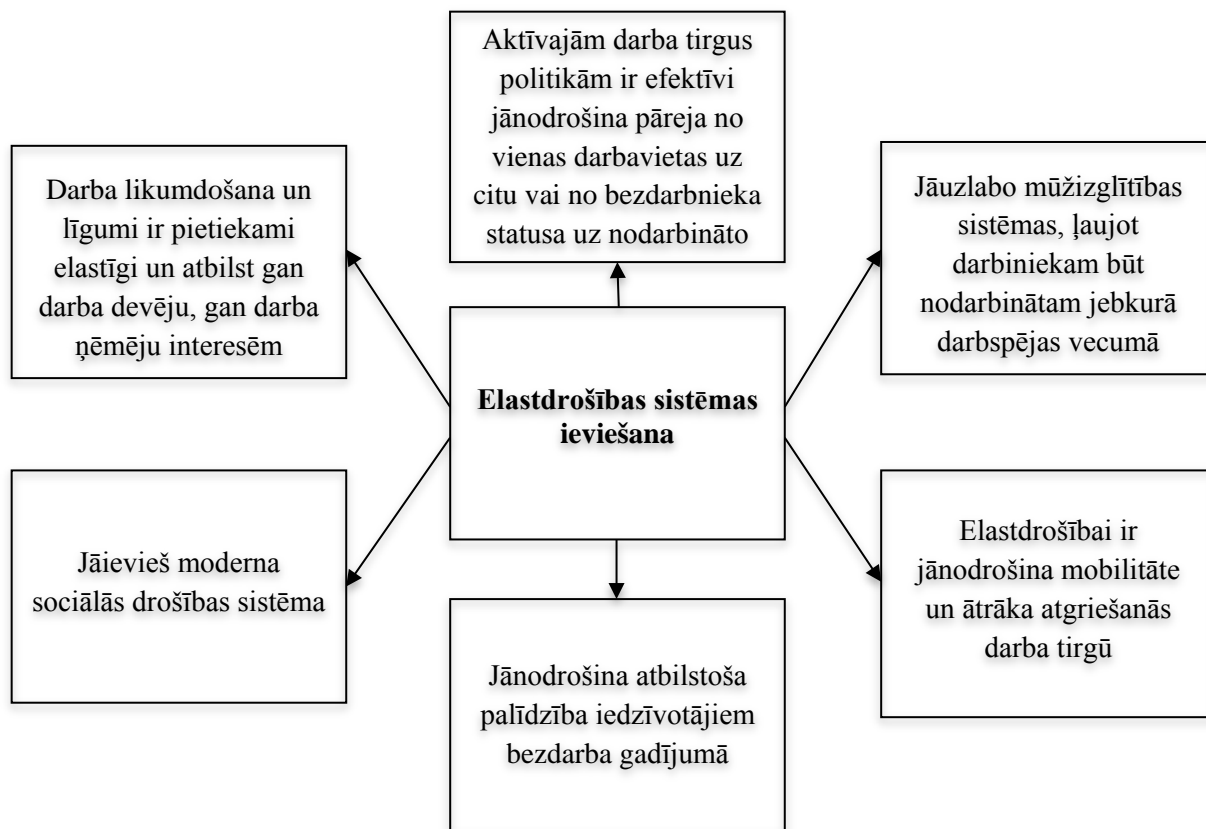 Aktīvajām darba tirgus
politikām ir efektīvi
jānodrošina pāreja no
vienas darbavietas uz
citu vai no bezdarbnieka
statusa uz nodarbināto
Darba likumdošana un
līgumi ir pietiekami
elastīgi un atbilst gan
darba devēju, gan darba
ņēmēju interesēm
Jāuzlabo mūžizglītības
sistēmas, ļaujot
darbiniekam būt
nodarbinātam jebkurā
darbspējas vecumā
Elastdrošības sistēmas
ieviešana
Jāievieš moderna
sociālās drošības sistēma
Elastdrošībai ir
jānodrošina mobilitāte
un ātrāka atgriešanās
darba tirgū
Jānodrošina atbilstoša
palīdzība iedzīvotājiem
bezdarba gadījumā